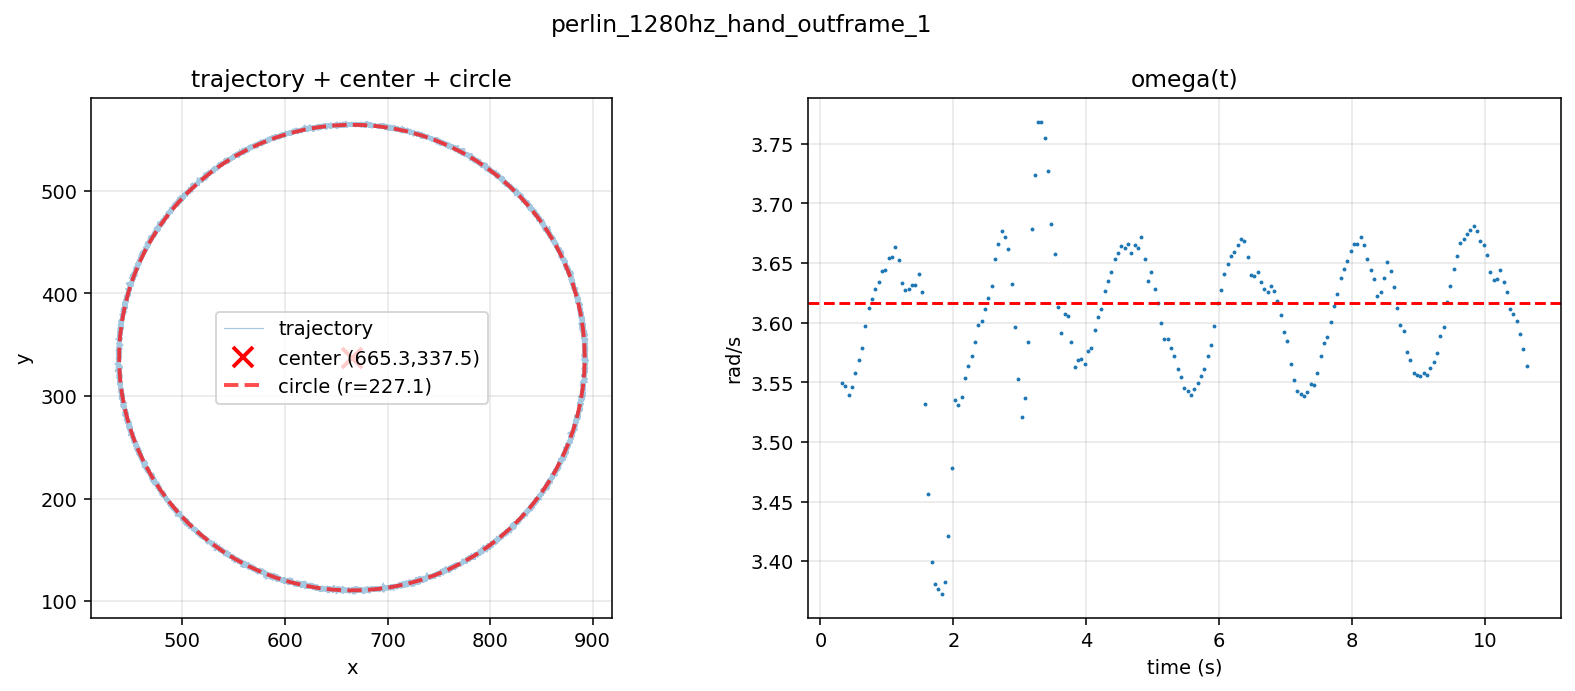 perlin_1280hz_hand_outframe_1
trajectory + center + circle
500
400
300
200
100
y
trajectory
center (665.3,337.5)
circle (r=227.1)
500
600
700
800
900
x
omega(t)
3.75
3.70
3.65
3.60
3.55
3.50
3.45
3.40
rad/s
0
2
4
6
8
10
time (s)